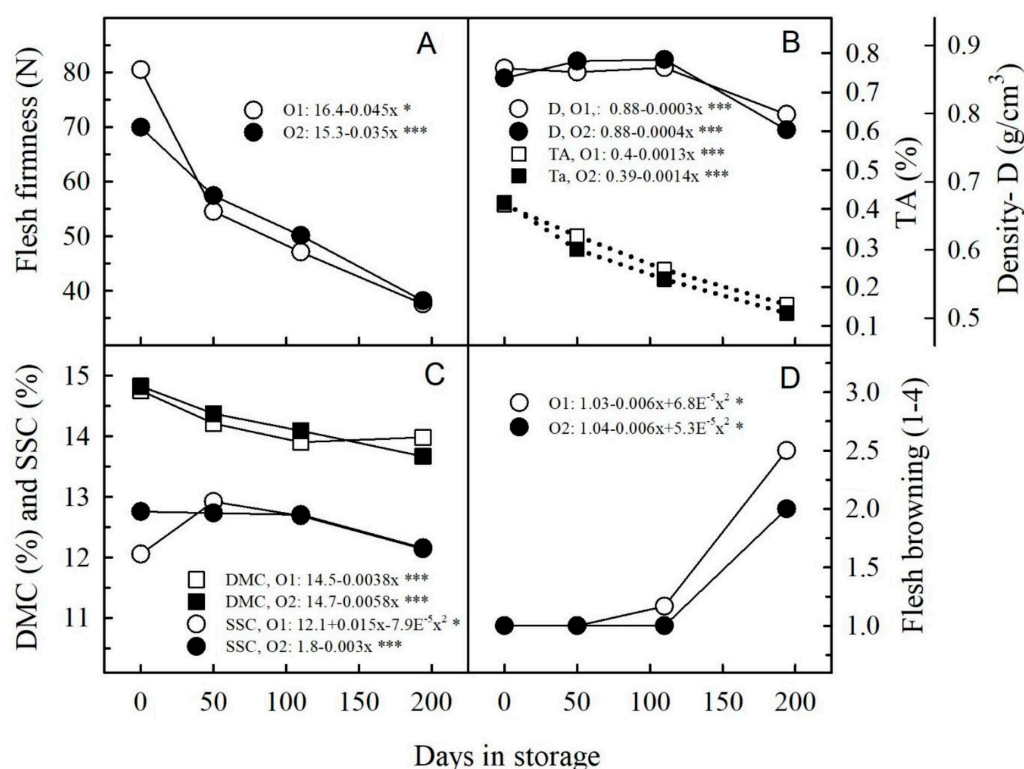 A
Flesh firmness (N)
80
70
60
50
40
O1: 16.4-0.045x *
O2: 15.3-0.035x ***
B
D, O1,: 0.88-0.0003x ***
D, O2: 0.88-0.0004x ***
TA, O1: 0.4-0.0013x ***
Ta, O2: 0.39-0.0014x ***
0.8
0.7
0.6
0.5
0.4
0.3
0.2
0.1
TA (%)
0.9
0.8
0.7
0.6
0.5
Density- D (g/cm³)
C
DMC (%) and SSC (%)
15
14
13
12
11
DMC, O1: 14.5-0.0038x ***
DMC, O2: 14.7-0.0058x ***
SSC, O1: 12.1+0.015x-7.9E⁻⁵x² *
SSC, O2: 1.8-0.003x ***
0 50 100 150 200
D
O1: 1.03-0.006x+6.8E⁻⁵x² *
O2: 1.04-0.006x+5.3E⁻⁵x² *
3.0
2.5
2.0
1.5
1.0
Flesh browning (1-4)
0 50 100 150 200
Days in storage